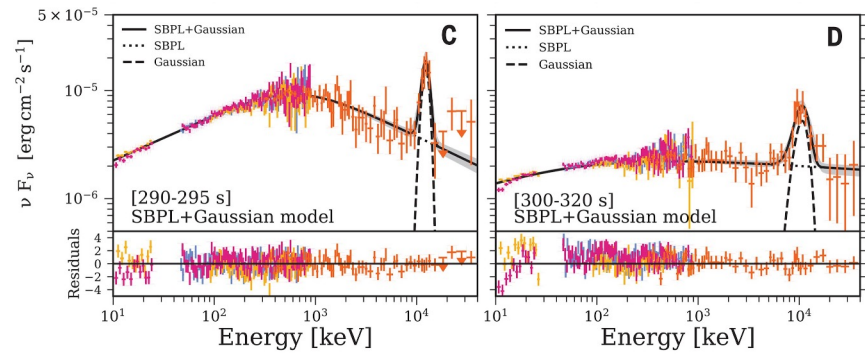 5×10⁻⁵
10⁻⁵
10⁻⁶
ν Fν [erg cm⁻² s⁻¹]
SBPL+Gaussian
SBPL
Gaussian
C
[290-295 s]
SBPL+Gaussian model
SBPL+Gaussian
SBPL
Gaussian
D
[300-320 s]
SBPL+Gaussian model
Residuals
4
2
0
−2
−4
10¹ 10² 10³ 10⁴
Energy [keV]
10¹ 10² 10³ 10⁴
Energy [keV]